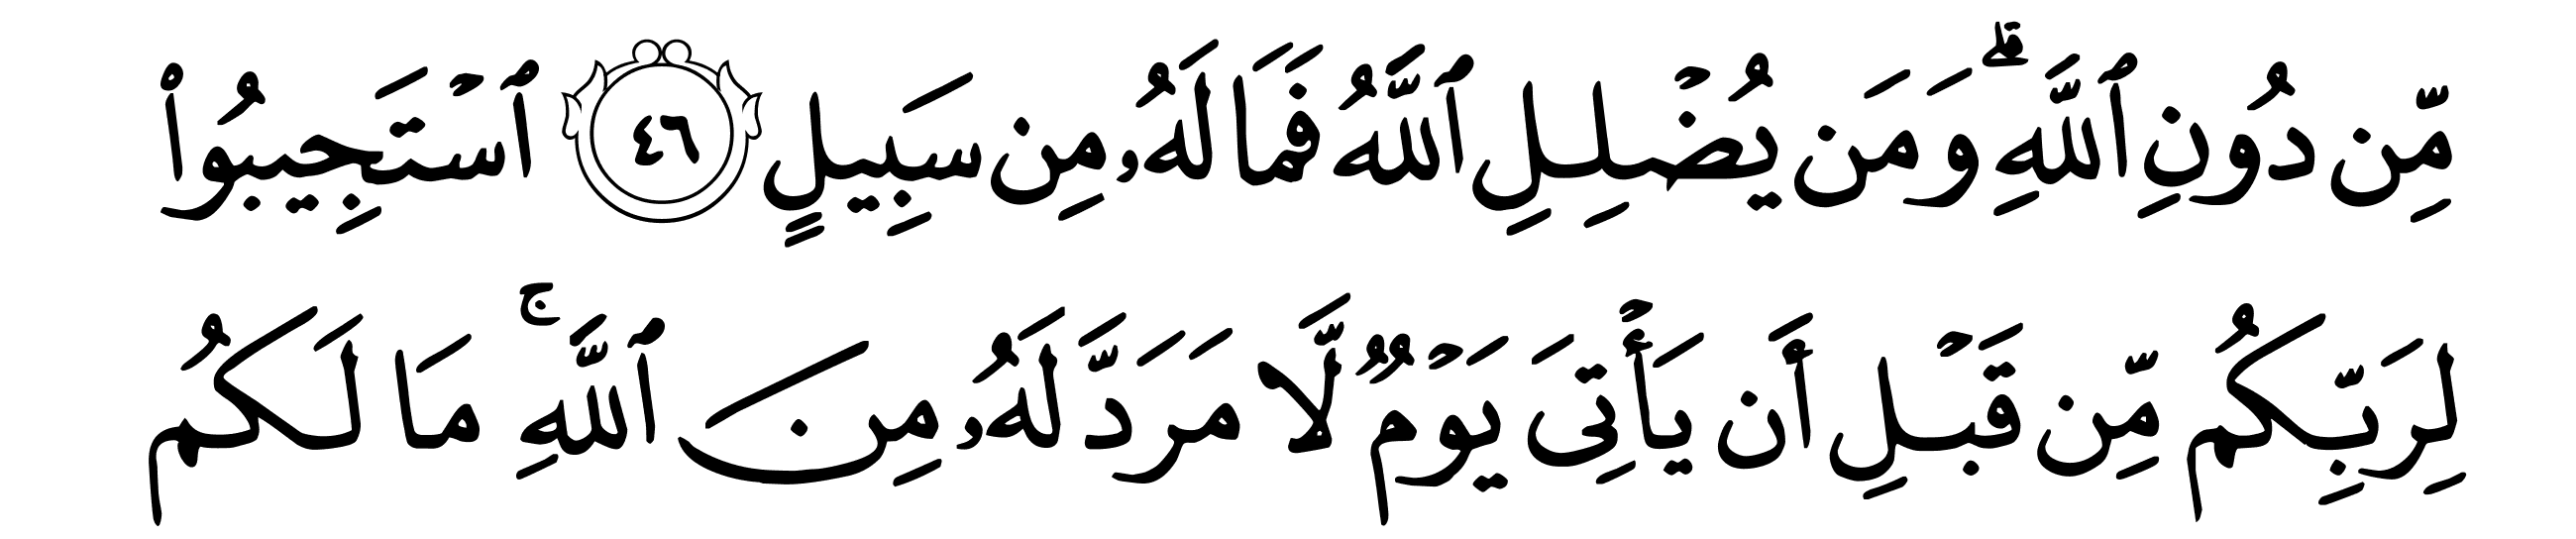 مِّن دُونِ ٱللَّهِۗ وَمَن يُضۡلِلِ ٱللَّهُ فَمَا لَهُۥ مِن سَبِيلٍ ٤٦ ٱسۡتَجِيبُواْ
لِرَبِّكُم مِّن قَبۡلِ أَن يَأۡتِيَ يَوۡمٞ لَّا مَرَدَّ لَهُۥ مِنَ ٱللَّهِۚ مَا لَكُم